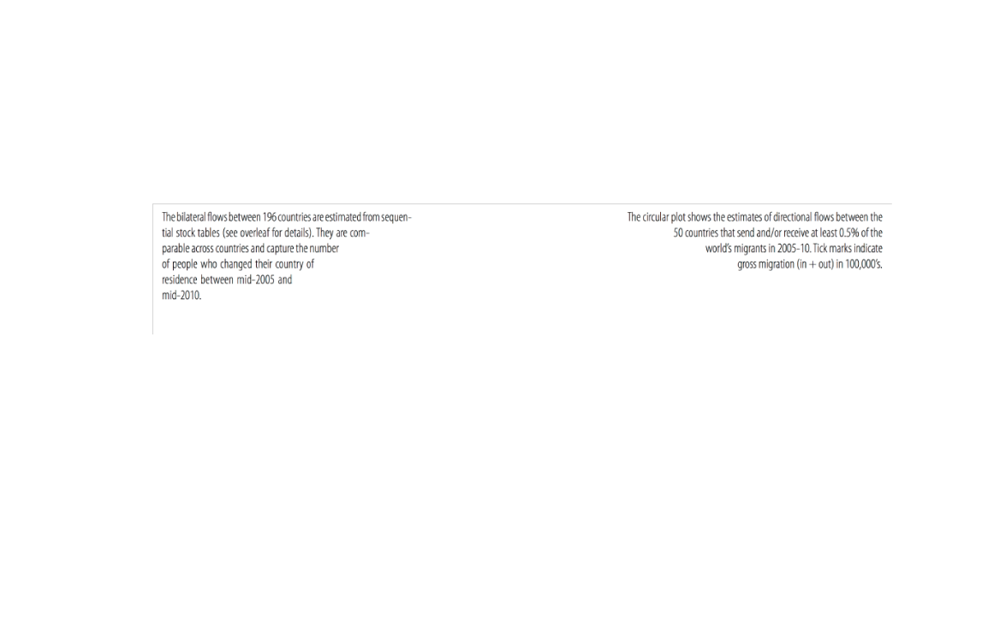 The bilateral flows between 196 countries are estimated from sequen-
tial stock tables (see overleaf for details). They are com-
parable across countries and capture the number
of people who changed their country of
residence between mid-2005 and
mid-2010.
The circular plot shows the estimates of directional flows between the
50 countries that send and/or receive at least 0.5% of the
world's migrants in 2005-10. Tick marks indicate
gross migration (in + out) in 100,000's.